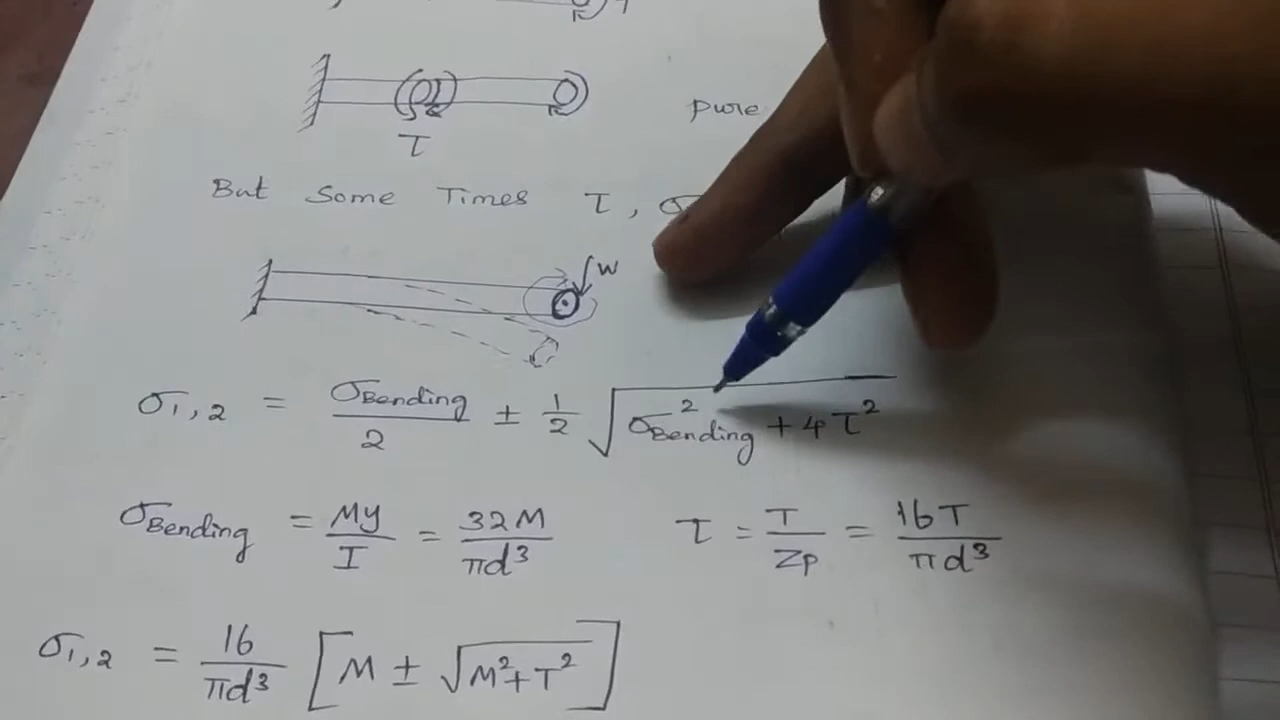 pure
τ
But Some Times τ, σ
W
σ1,2 = σBending/2 ± 1/2 √(σBending² + 4τ²)
σBending = My/I = 32M/πd³ τ = T/Zp = 16T/πd³
σ1,2 = 16/πd³ [M ± √(M²+T²)]